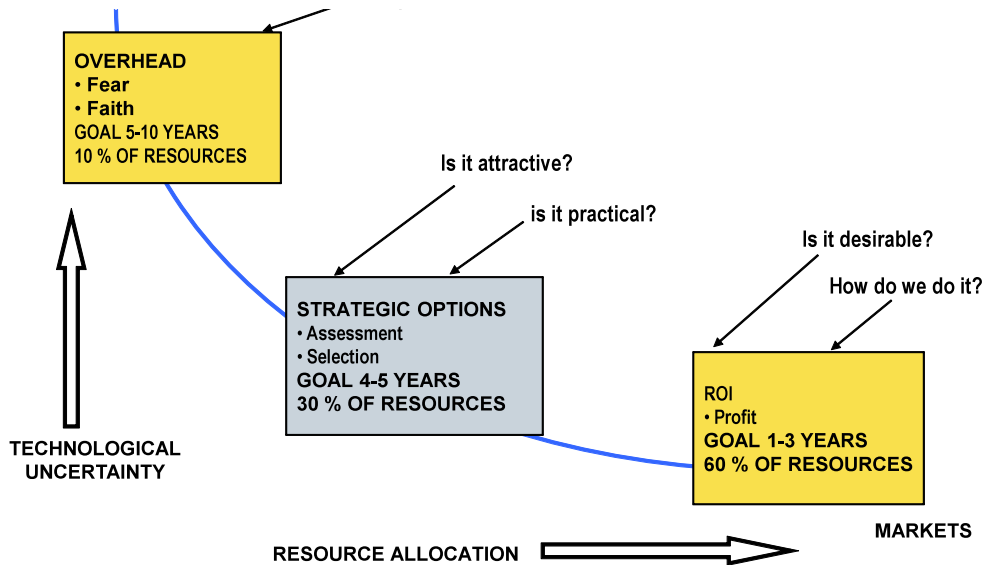 OVERHEAD
• Fear
• Faith
GOAL 5-10 YEARS
10 % OF RESOURCES
Is it attractive?
is it practical?
Is it desirable?
How do we do it?
STRATEGIC OPTIONS
• Assessment
• Selection
GOAL 4-5 YEARS
30 % OF RESOURCES
ROI
• Profit
GOAL 1-3 YEARS
60 % OF RESOURCES
TECHNOLOGICAL
UNCERTAINTY
MARKETS
RESOURCE ALLOCATION